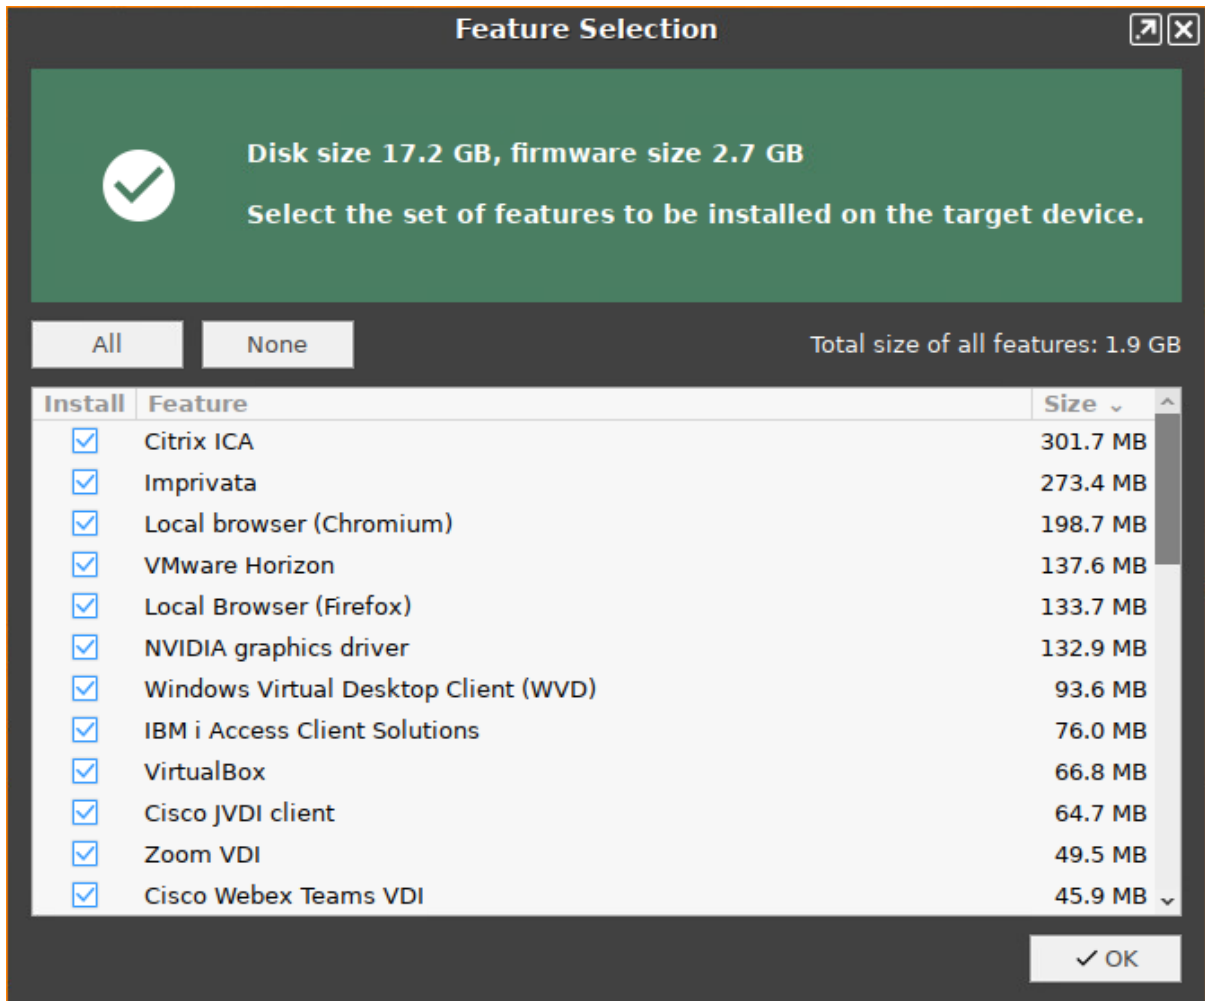 Feature Selection
Disk size 17.2 GB, firmware size 2.7 GB
Select the set of features to be installed on the target device.
All None Total size of all features: 1.9 GB
Install Feature Size
Citrix ICA 301.7 MB
Imprivata 273.4 MB
Local browser (Chromium) 198.7 MB
VMware Horizon 137.6 MB
Local Browser (Firefox) 133.7 MB
NVIDIA graphics driver 132.9 MB
Windows Virtual Desktop Client (WVD) 93.6 MB
IBM i Access Client Solutions 76.0 MB
VirtualBox 66.8 MB
Cisco JVDI client 64.7 MB
Zoom VDI 49.5 MB
Cisco Webex Teams VDI 45.9 MB
OK